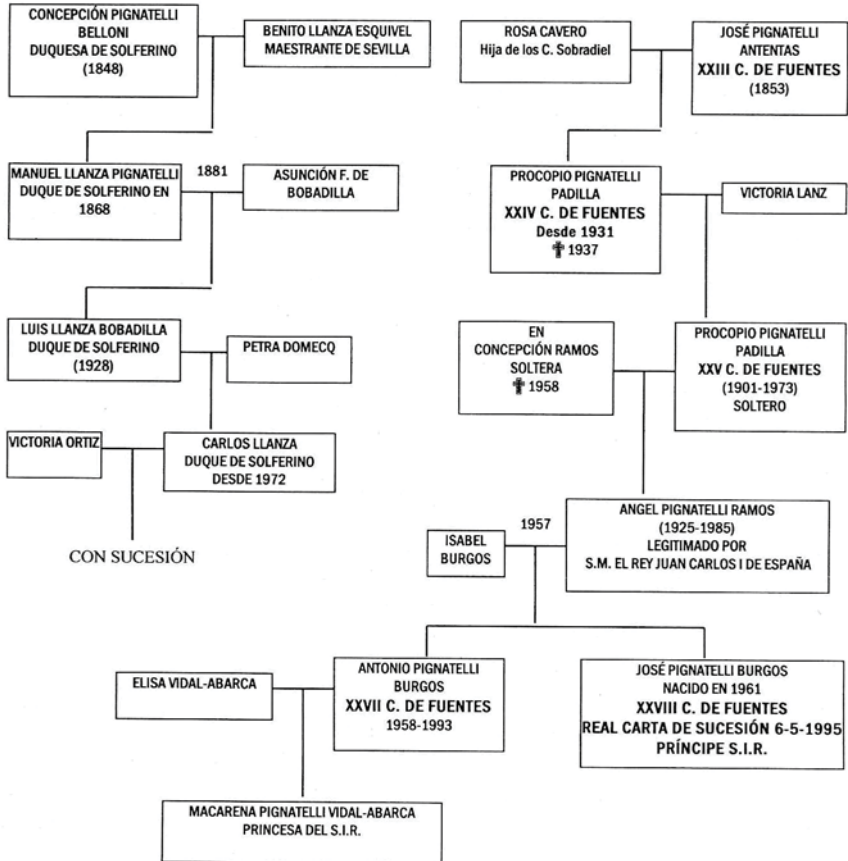 CONCEPCIÓN PIGNATELLI
BELLONI
DUQUESA DE SOLFERINO
(1848)
BENITO LLANZA ESQUIVEL
MAESTRANTE DE SEVILLA
ROSA CAVERO
Hija de los C. Sobradiel
JOSÉ PIGNATELLI
ANTENTAS
XXIII C. DE FUENTES
(1853)
MANUEL LLANZA PIGNATELLI
DUQUE DE SOLFERINO EN
1868
1881
ASUNCIÓN F. DE
BOBADILLA
PROCOPIO PIGNATELLI
PADILLA
XXIV C. DE FUENTES
Desde 1931
✝ 1937
VICTORIA LANZ
LUIS LLANZA BOBADILLA
DUQUE DE SOLFERINO
(1928)
PETRA DOMECQ
EN
CONCEPCIÓN RAMOS
SOLTERA
✝ 1958
PROCOPIO PIGNATELLI
PADILLA
XXV C. DE FUENTES
(1901-1973)
SOLTERO
VICTORIA ORTIZ
CARLOS LLANZA
DUQUE DE SOLFERINO
DESDE 1972
CON SUCESIÓN
ISABEL
BURGOS
1957
ANGEL PIGNATELLI RAMOS
(1925-1985)
LEGITIMADO POR
S.M. EL REY JUAN CARLOS I DE ESPAÑA
ELISA VIDAL-ABARCA
ANTONIO PIGNATELLI
BURGOS
XXVII C. DE FUENTES
1958-1993
JOSÉ PIGNATELLI BURGOS
NACIDO EN 1961
XXVIII C. DE FUENTES
REAL CARTA DE SUCESIÓN 6-5-1995
PRÍNCIPE S.I.R.
MACARENA PIGNATELLI VIDAL-ABARCA
PRINCESA DEL S.I.R.